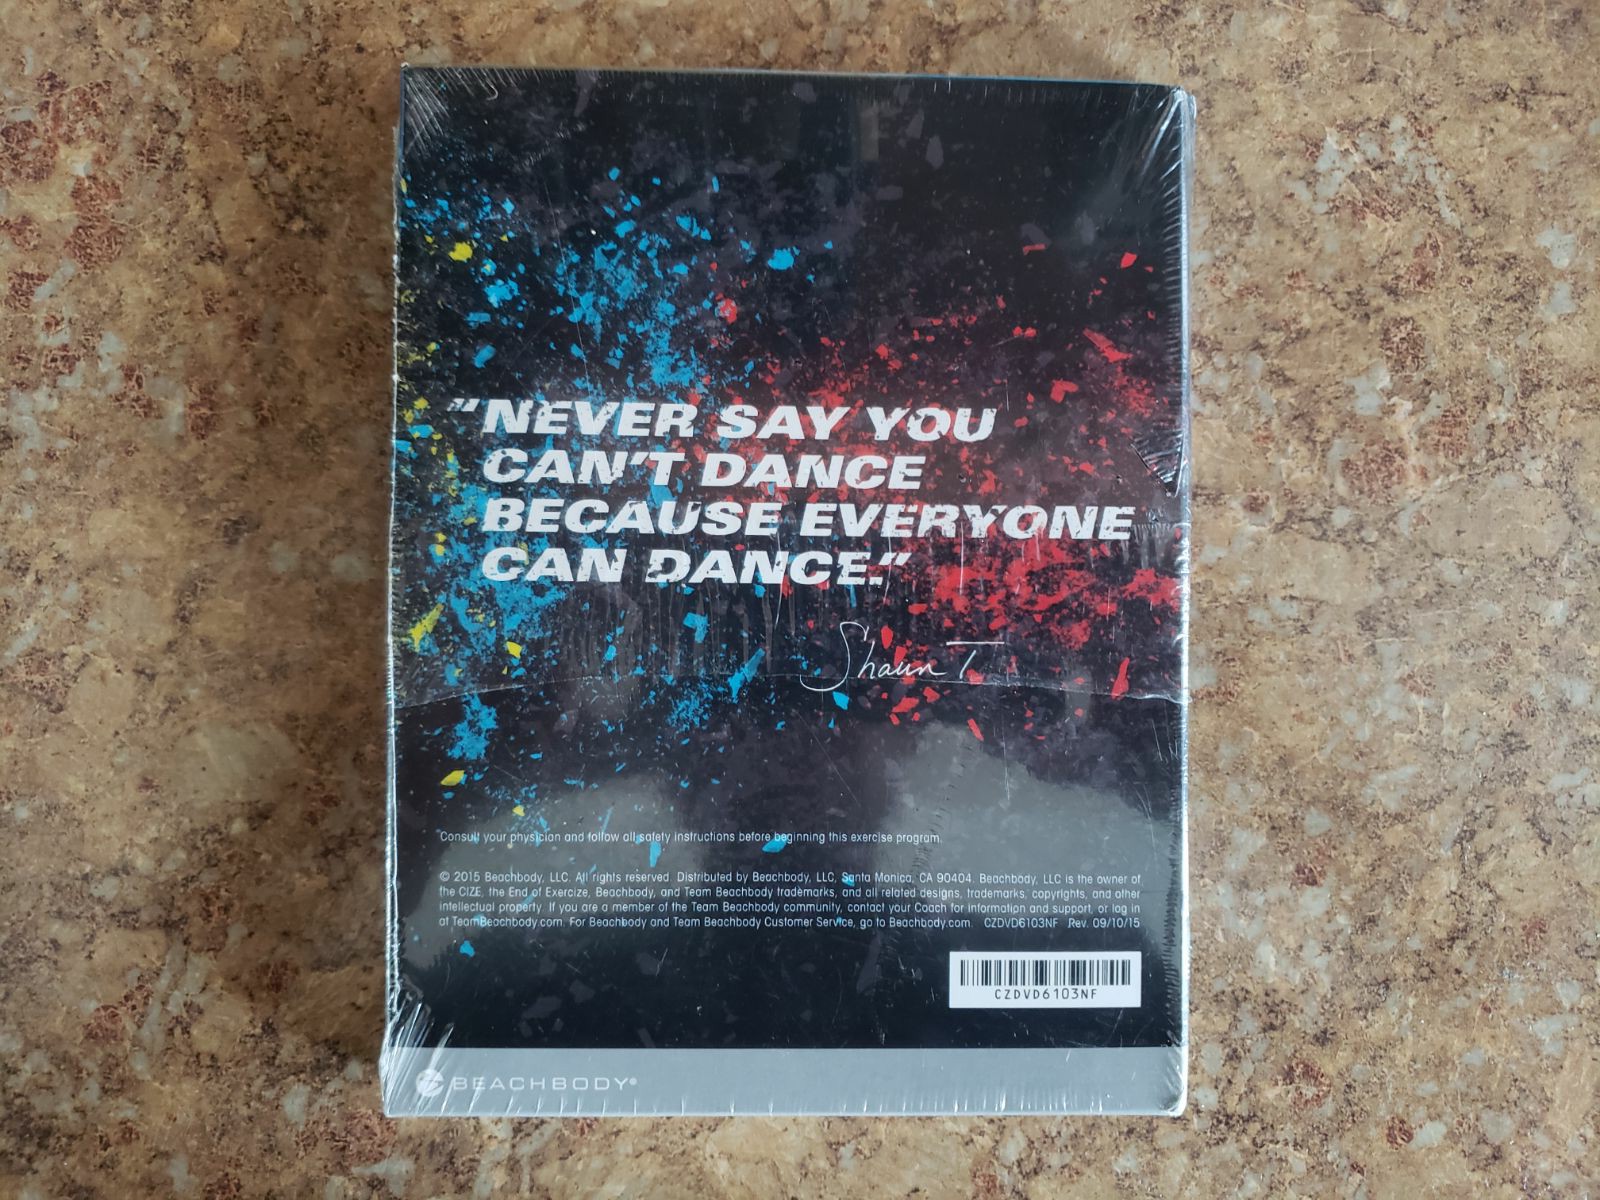 "NEVER SAY YOU
CAN'T DANCE
BECAUSE EVERYONE
CAN DANCE."
Shaun T
Consult your physician and follow all safety instructions before beginning this exercise program.
© 2015 Beachbody, LLC. All rights reserved. Distributed by Beachbody, LLC, Santa Monica, CA 90404. Beachbody, LLC is the owner of
the CIZE, the End of Exercize, Beachbody, and Team Beachbody trademarks, and all related designs, trademarks, copyrights, and other
intellectual property. If you are a member of the Team Beachbody community, contact your Coach for information and support, or log in
at TeamBeachbody.com. For Beachbody and Team Beachbody Customer Service, go to Beachbody.com. CZDVD6103NF Rev. 09/10/15
CZDVD6103NF
BEACHBODY®